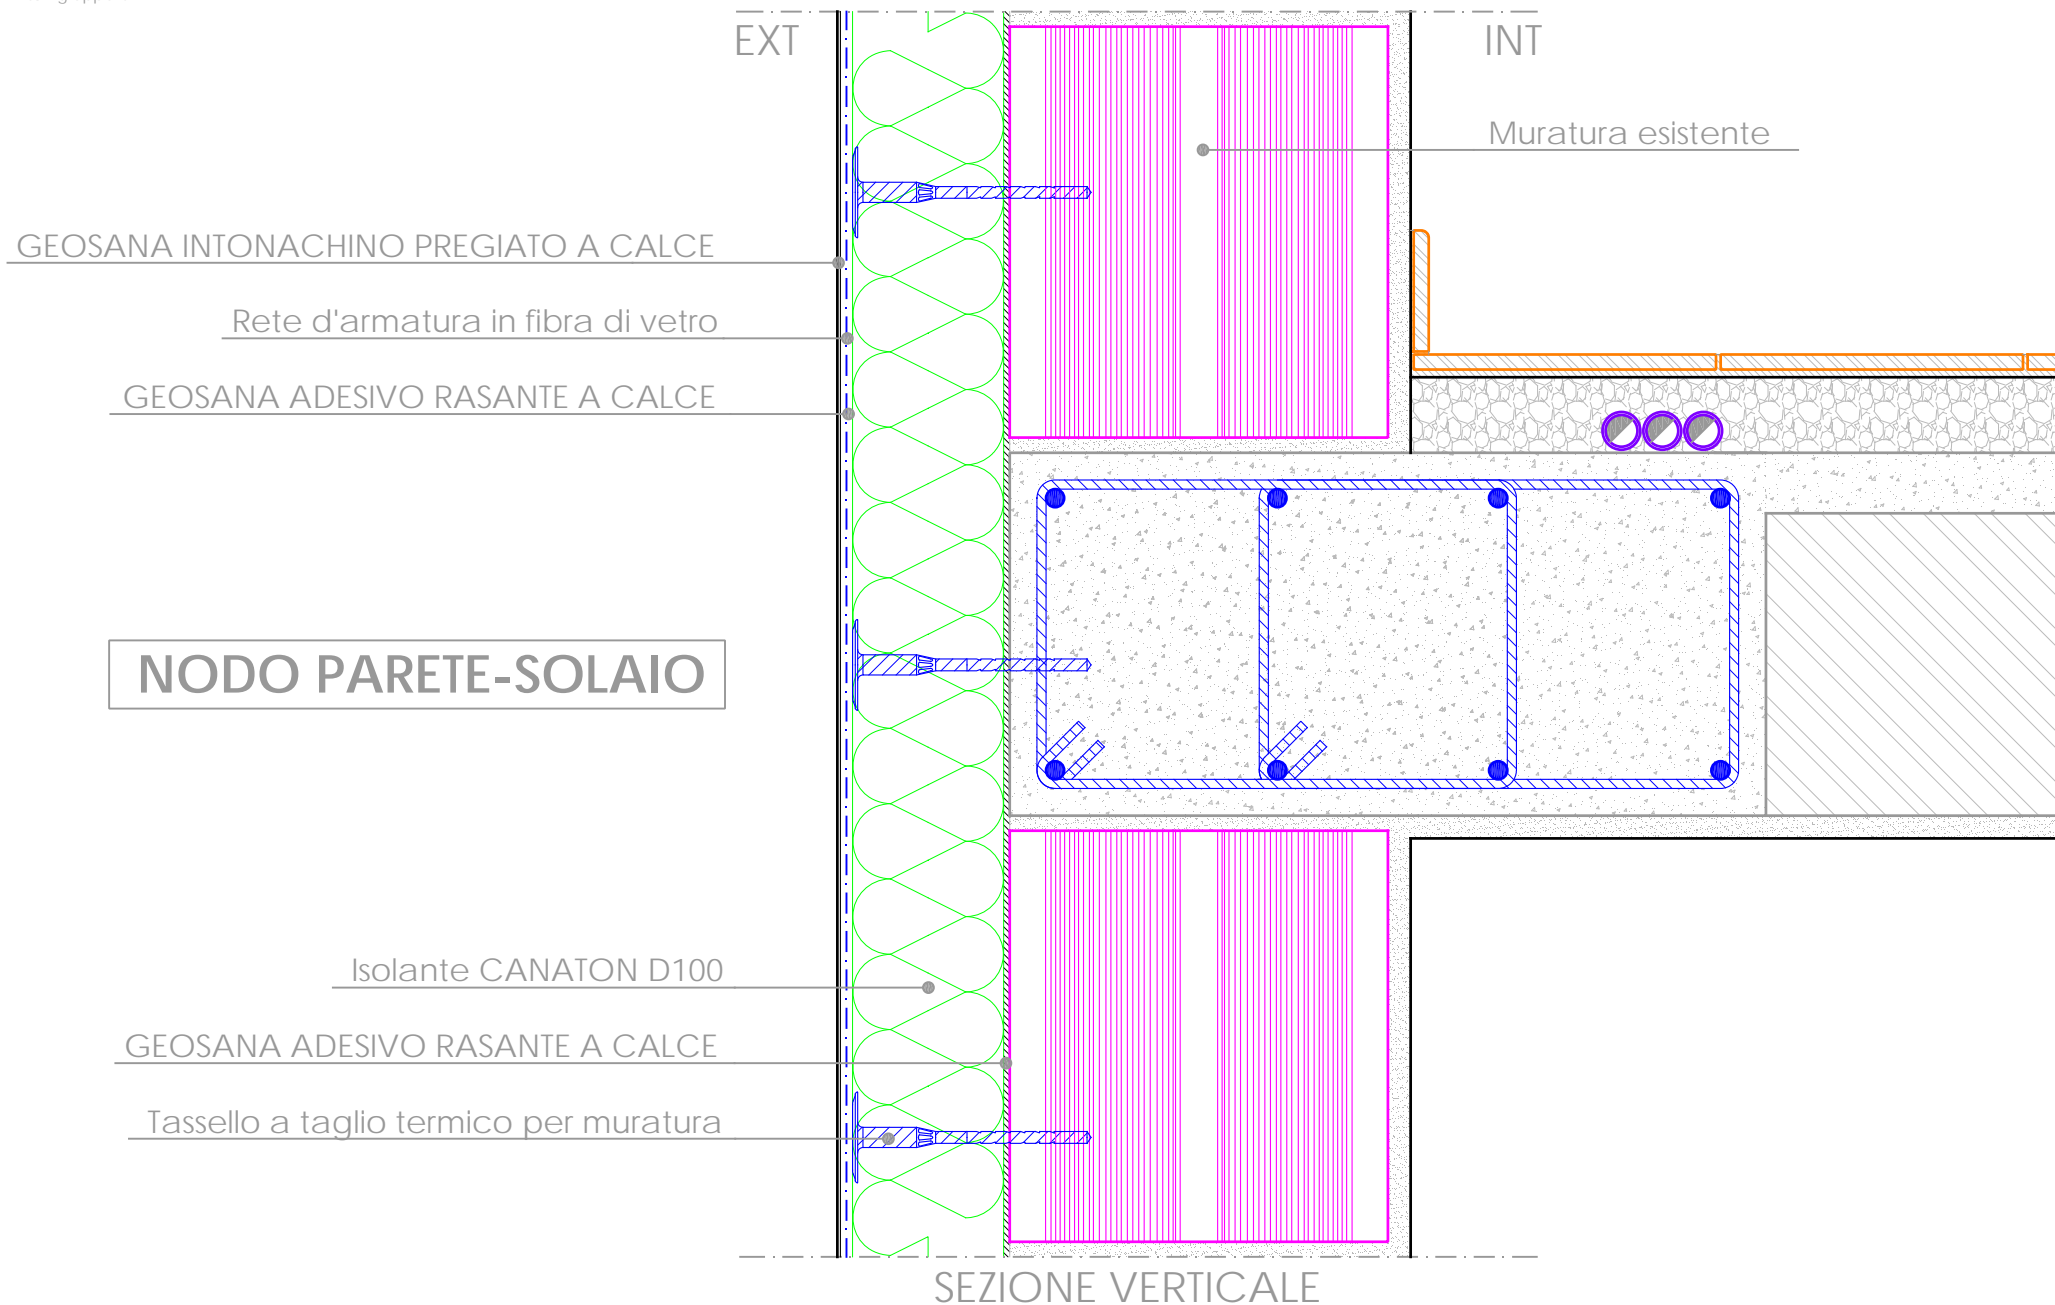 EXT
INT
Muratura esistente
GEOSANA INTONACHINO PREGIATO A CALCE
Rete d'armatura in fibra di vetro
GEOSANA ADESIVO RASANTE A CALCE
NODO PARETE-SOLAIO
Isolante CANATON D100
GEOSANA ADESIVO RASANTE A CALCE
Tassello a taglio termico per muratura
SEZIONE VERTICALE